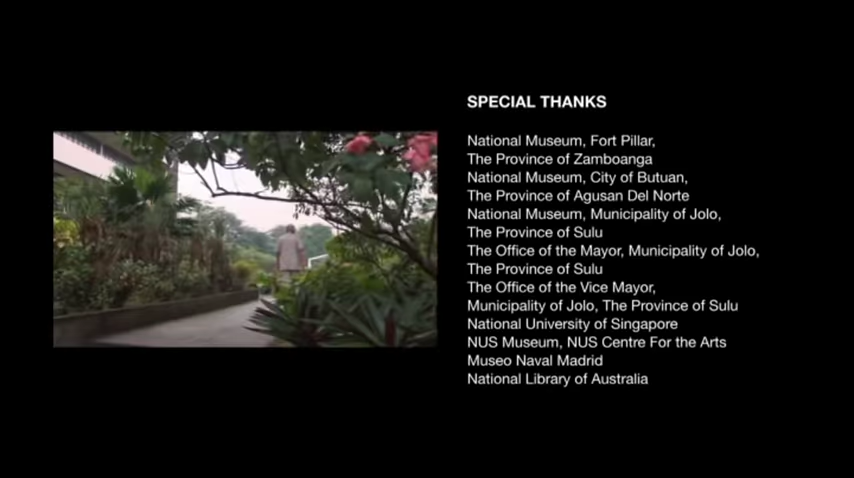 SPECIAL THANKS
National Museum, Fort Pillar,
The Province of Zamboanga
National Museum, City of Butuan,
The Province of Agusan Del Norte
National Museum, Municipality of Jolo,
The Province of Sulu
The Office of the Mayor, Municipality of Jolo,
The Province of Sulu
The Office of the Vice Mayor,
Municipality of Jolo, The Province of Sulu
National University of Singapore
NUS Museum, NUS Centre For the Arts
Museo Naval Madrid
National Library of Australia